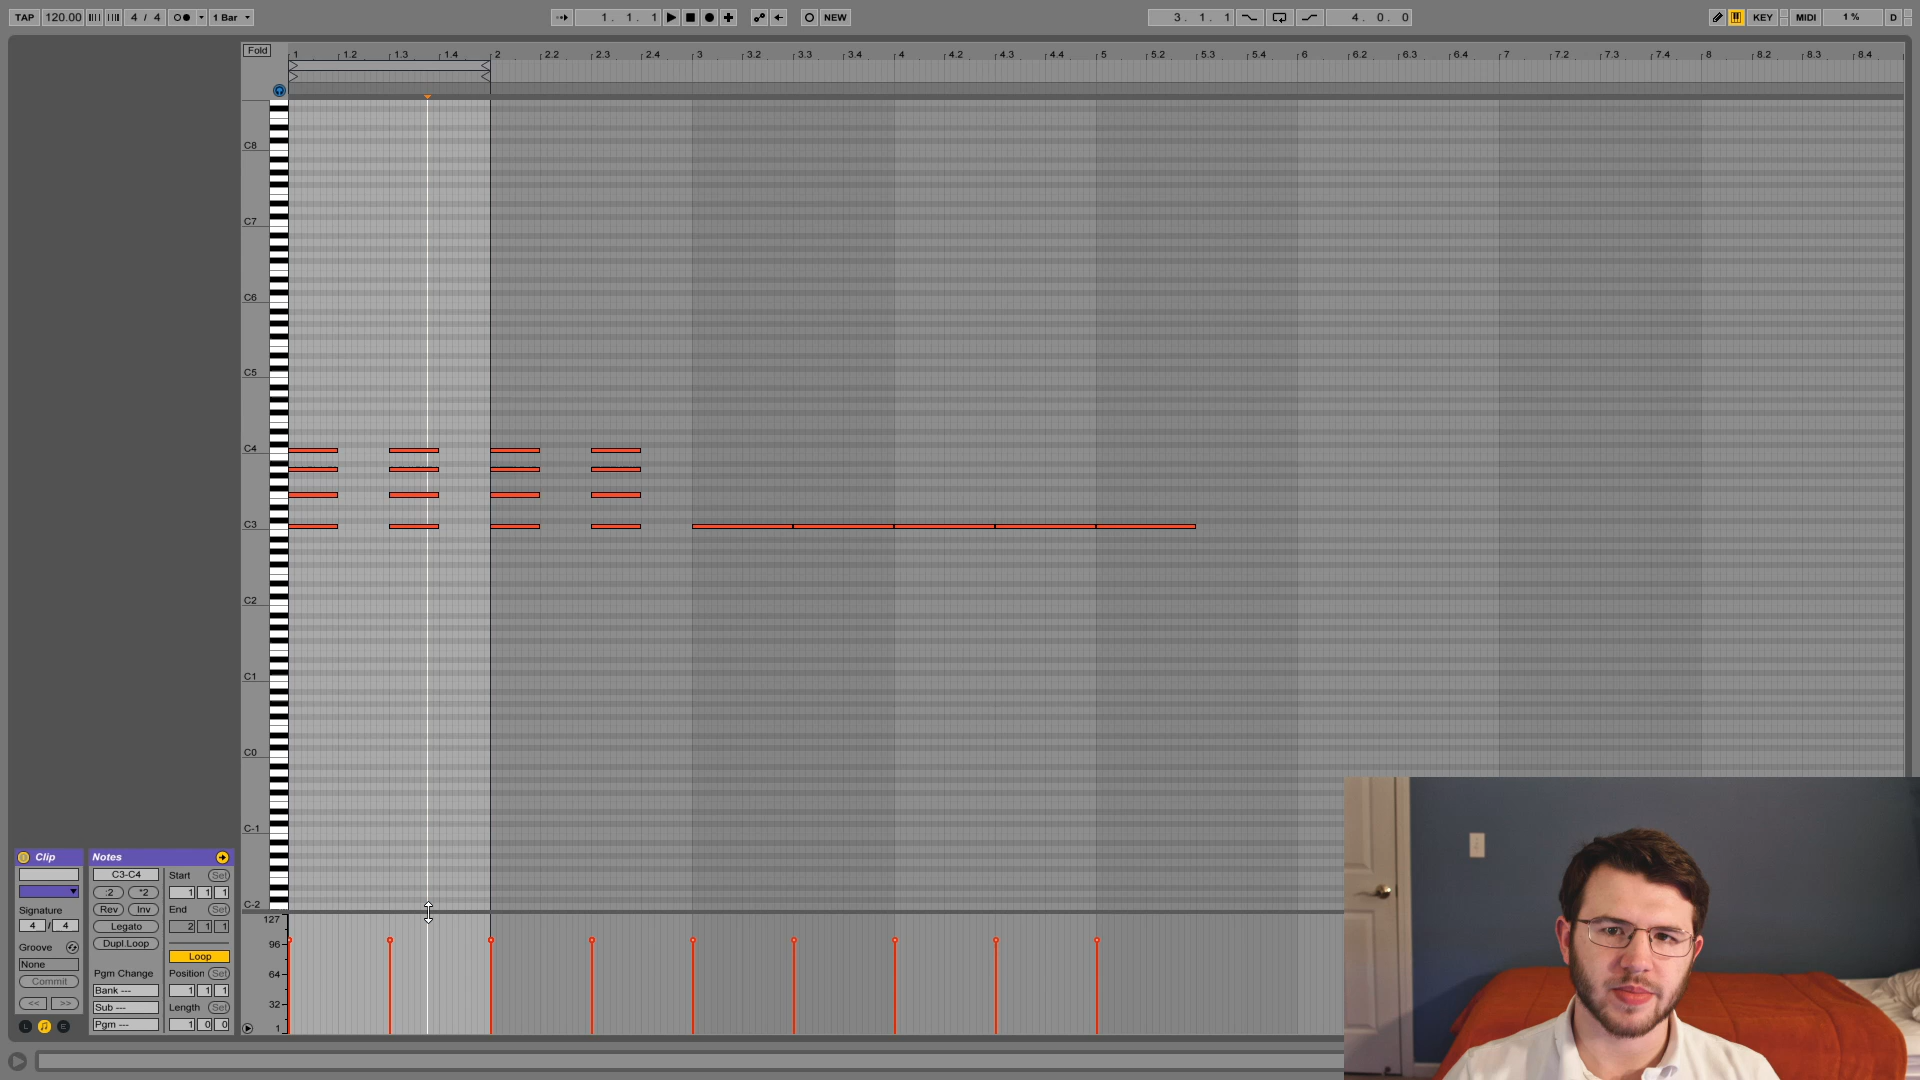 TAP 120.00 4 / 4 1 Bar 1. 1. 1 NEW 3. 1. 1 4. 0. 0 KEY MIDI 1 % D
Fold 1 1.2 1.3 1.4 2 2.2 2.3 2.4 3 3.2 3.3 3.4 4 4.2 4.3 4.4 5 5.2 5.3 5.4 6 6.2 6.3 6.4 7 7.2 7.3 7.4 8 8.2 8.3 8.4
C8
C7
C6
C5
C4
C3
C2
C1
C0
C-1
C-2
Clip
Signature
4 / 4
Groove
None
Commit
<< >>
L E
Notes
C3-C4
:2 *2
Rev Inv
Legato
Dupl.Loop
Pgm Change
Bank ---
Sub ---
Pgm ---
Start Set
1 1 1
End Set
2 1 1
Loop
Position Set
1 1 1
Length Set
1 0 0
127
96
64
32
1